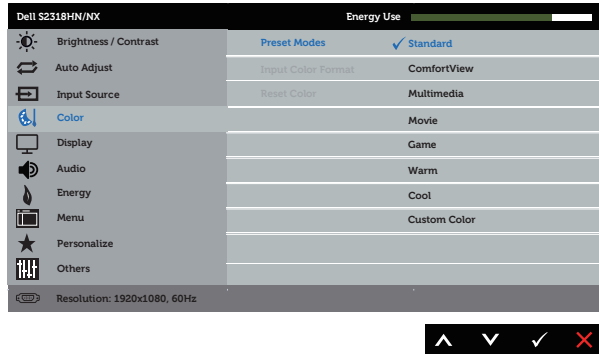 Dell S2318HN/NX Energy Use
Brightness / Contrast Preset Modes Standard
Auto Adjust Input Color Format ComfortView
Input Source Reset Color Multimedia
Color Movie
Display Game
Audio Warm
Energy Cool
Menu Custom Color
Personalize
Others
Resolution: 1920x1080, 60Hz